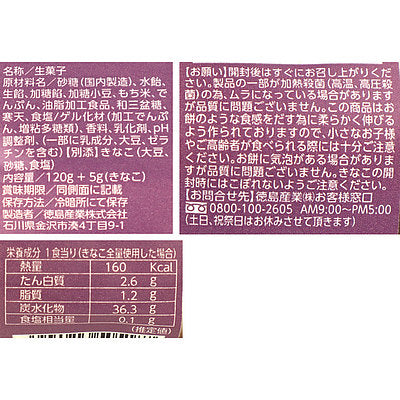 名称/生菓子
原材料名/砂糖(国内製造)、水飴、
生餡、加糖餡、加糖小豆、もち米、で
んぷん、油脂加工食品、和三盆糖、
寒天、食塩/ゲル化材(加工でんぷ
ん、増粘多糖類)、香料、乳化剤、pH
調整剤、(一部に乳成分、大豆、ゼラ
チンを含む)【別添】きなこ(大豆、
砂糖、食塩)
内容量/120g+5g(きなこ)
賞味期限/同側面に記載
保存方法/冷暗所にて保存
製造者/徳島産業株式会社
石川県金沢市湊4丁目9-1
【お願い】開封後はすぐにお召し上がりくだ
さい。製品の一部が加熱殺菌(高温、高圧殺
菌)の為、ムラになっている場合があります
が品質に問題ございません。この商品はお
餅のような食感をだす為に柔らかく伸びる
よう作られておりますので、小さなお子様
やご高齢者が食べられる場合は十分ご注意
ください。お餅に気泡がある場合があります
が品質に問題ございません。きなこの開
封時にはこぼれないようご注意ください。
【お問合せ先】徳島産業㈱お客様窓口
0800-100-2605 AM9:00〜PM5:00
(土日、祝祭日はお休みさせて頂きます)
栄養成分 1食当り(きなこ全量使用した場合)
熱量 160 Kcal
たん白質 2.6 g
脂質 1.2 g
炭水化物 36.3 g
食塩相当量 0.1 g
(推定値)